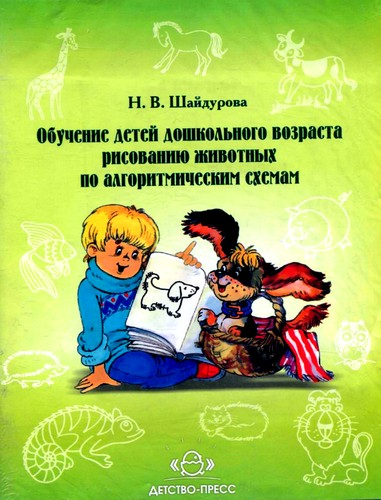 Н. В. Шайдурова
Обучение детей дошкольного возраста
рисованию животных
по алгоритмическим схемам
ДЕТСТВО-ПРЕСС